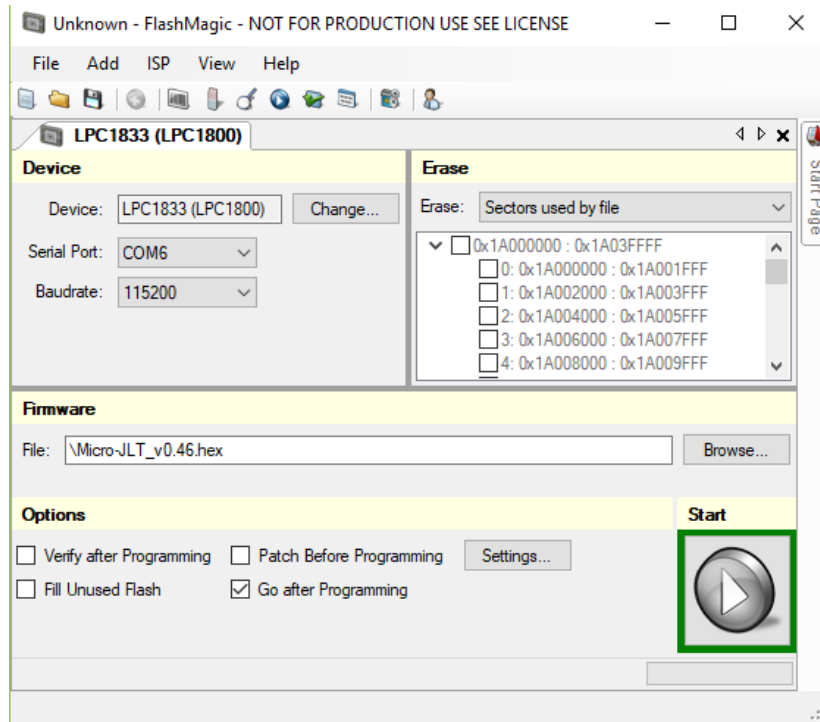 Unknown - FlashMagic - NOT FOR PRODUCTION USE SEE LICENSE
File Add ISP View Help
LPC1833 (LPC1800)
Start Page
Device
Device: LPC1833 (LPC1800) Change...
Serial Port: COM6
Baudrate: 115200
Erase
Erase: Sectors used by file
0x1A000000 : 0x1A03FFFF
0: 0x1A000000 : 0x1A001FFF
1: 0x1A002000 : 0x1A003FFF
2: 0x1A004000 : 0x1A005FFF
3: 0x1A006000 : 0x1A007FFF
4: 0x1A008000 : 0x1A009FFF
Firmware
File: \Micro-JLT_v0.46.hex Browse...
Options
Verify after Programming Patch Before Programming Settings...
Fill Unused Flash Go after Programming
Start